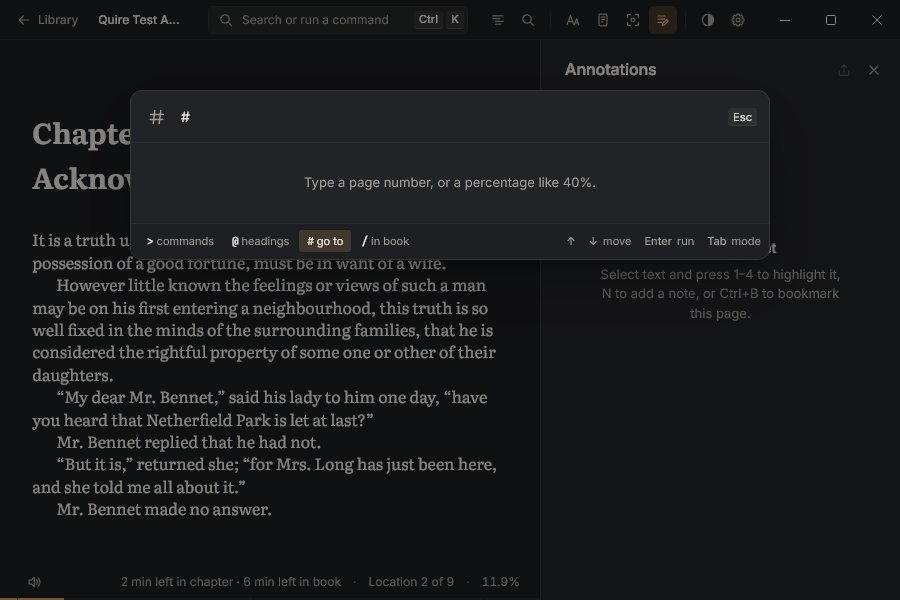 Library
Quire Test A...
Search or run a command
Ctrl K
Annotations
#
Esc
Type a page number, or a percentage like 40%.
> commands
@ headings
# go to
/ in book
↑ ↓ move
Enter run
Tab mode
Chapte
Acknow
It is a truth u
possession of a good fortune, must be in want of a wife.
However little known the feelings or views of such a man
may be on his first entering a neighbourhood, this truth is so
well fixed in the minds of the surrounding families, that he is
considered the rightful property of some one or other of their
daughters.
“My dear Mr. Bennet,” said his lady to him one day, “have
you heard that Netherfield Park is let at last?”
Mr. Bennet replied that he had not.
“But it is,” returned she; “for Mrs. Long has just been here,
and she told me all about it.”
Mr. Bennet made no answer.
Select text and press 1–4 to highlight it,
N to add a note, or Ctrl+B to bookmark
this page.
2 min left in chapter · 6 min left in book · Location 2 of 9 · 11.9%